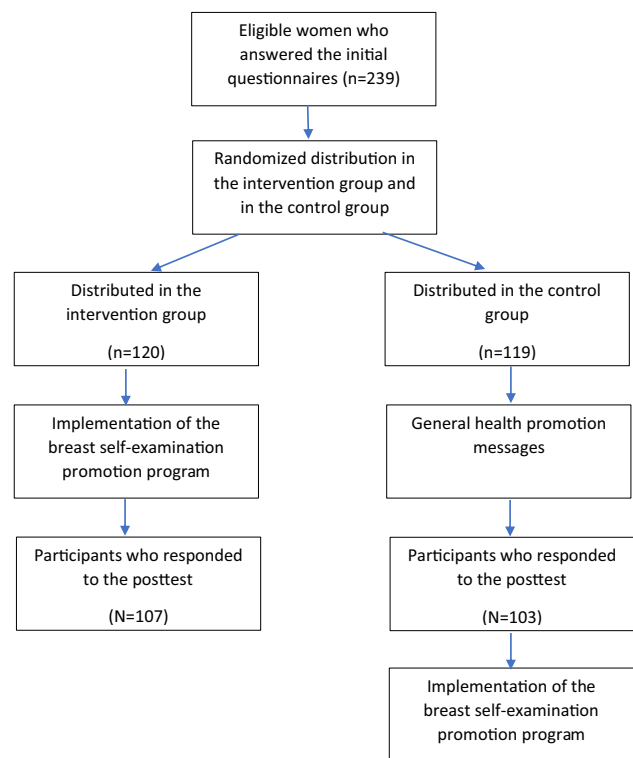 Eligible women who
answered the initial
questionnaires (n=239)
Randomized distribution in
the intervention group and
in the control group
Distributed in the
intervention group
(n=120)
Distributed in the control
group
(n=119)
Implementation of the
breast self-examination
promotion program
General health promotion
messages
Participants who responded
to the posttest
(N=107)
Participants who responded
to the posttest
(N=103)
Implementation of the
breast self-examination
promotion program